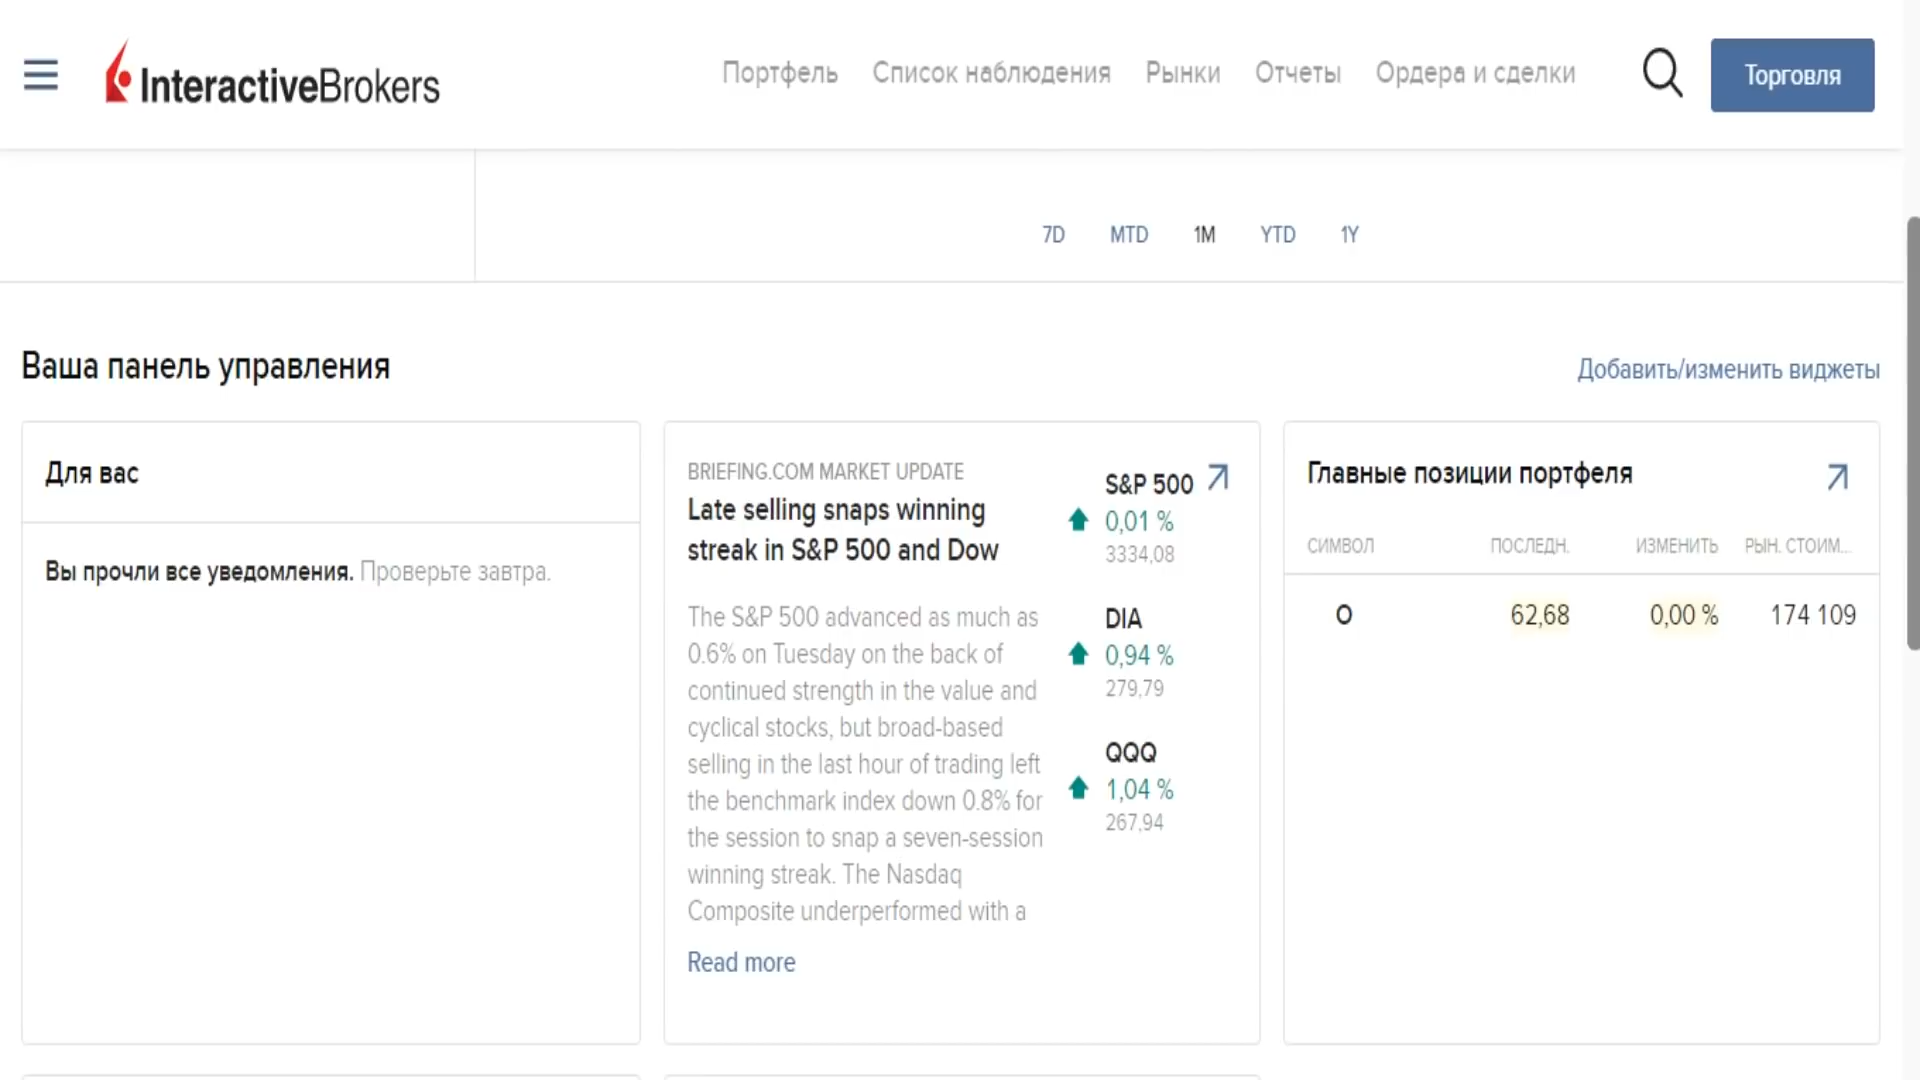 InteractiveBrokers
Портфель Список наблюдения Рынки Отчеты Ордера и сделки Торговля
7D MTD 1M YTD 1Y
Ваша панель управления
Добавить/изменить виджеты
Для вас
Вы прочли все уведомления. Проверьте завтра.
BRIEFING.COM MARKET UPDATE
Late selling snaps winning
streak in S&P 500 and Dow
The S&P 500 advanced as much as
0.6% on Tuesday on the back of
continued strength in the value and
cyclical stocks, but broad-based
selling in the last hour of trading left
the benchmark index down 0.8% for
the session to snap a seven-session
winning streak. The Nasdaq
Composite underperformed with a
Read more
S&P 500
0,01 %
3334,08
DIA
0,94 %
279,79
QQQ
1,04 %
267,94
Главные позиции портфеля
СИМВОЛ ПОСЛЕДН. ИЗМЕНИТЬ РЫН. СТОИМ...
O 62,68 0,00 % 174 109